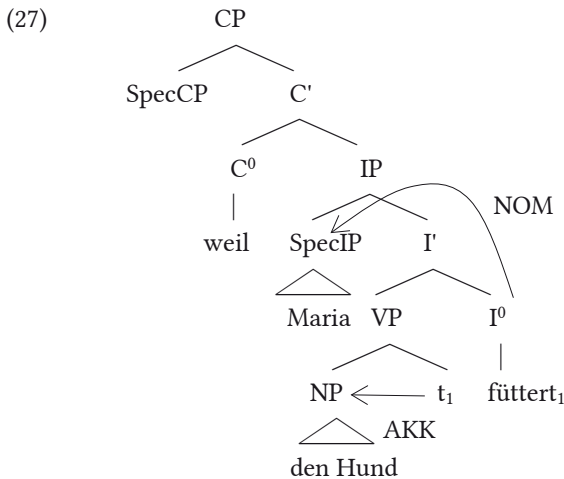 (27) CP
SpecCP C'
C⁰ IP
NOM
weil SpecIP I'
Maria VP I⁰
NP t₁ füttert₁
AKK
den Hund